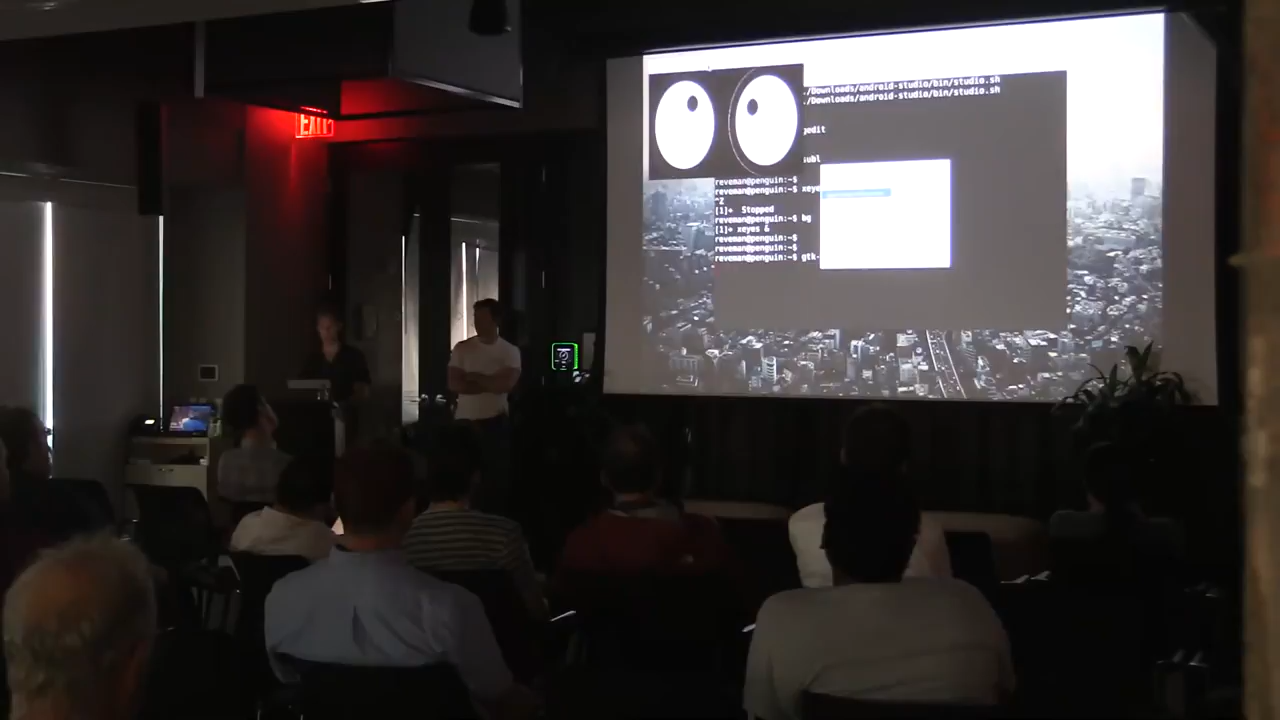 EXIT
./Downloads/android-studio/bin/studio.sh
./Downloads/android-studio/bin/studio.sh
gedit
subl
reveman@penguin:~$
reveman@penguin:~$ xeye
^Z
[1]+ Stopped
reveman@penguin:~$ bg
[1]+ xeyes &
reveman@penguin:~$
reveman@penguin:~$
reveman@penguin:~$ gtk-